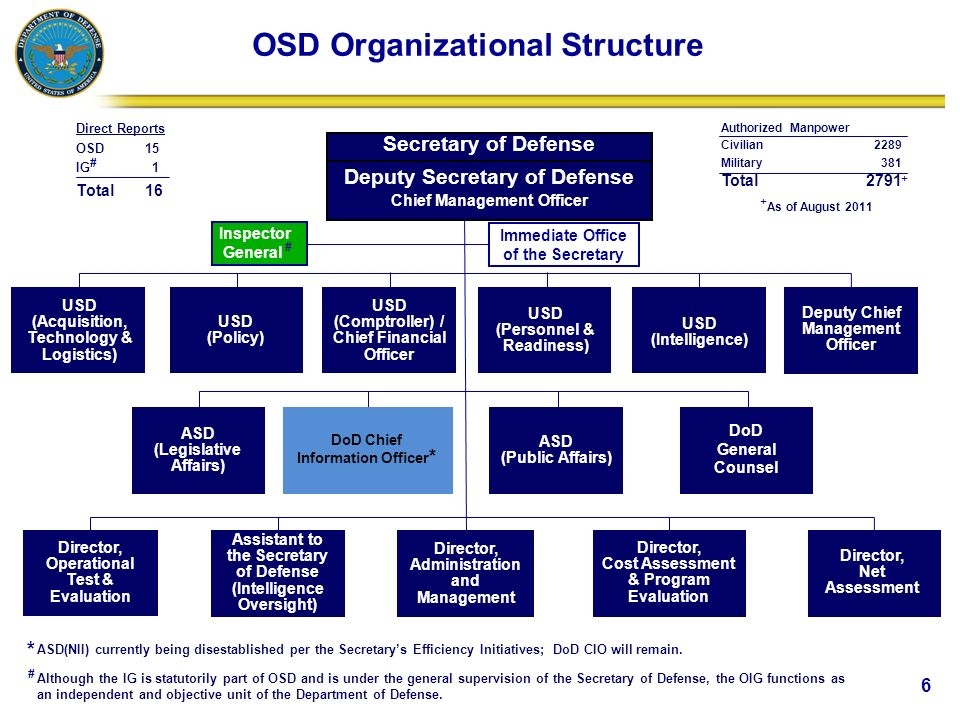 OSD Organizational Structure
DEPARTMENT OF DEFENSE
UNITED STATES OF AMERICA
Direct Reports
OSD 15
IG# 1
Total 16
Authorized Manpower
Civilian 2289
Military 381
Total 2791+
+As of August 2011
Secretary of Defense
Deputy Secretary of Defense
Chief Management Officer
Inspector
General #
Immediate Office
of the Secretary
USD
(Acquisition,
Technology &
Logistics)
USD
(Policy)
USD
(Comptroller) /
Chief Financial
Officer
USD
(Personnel &
Readiness)
USD
(Intelligence)
Deputy Chief
Management
Officer
ASD
(Legislative
Affairs)
DoD Chief
Information Officer*
ASD
(Public Affairs)
DoD
General
Counsel
Director,
Operational
Test &
Evaluation
Assistant to
the Secretary
of Defense
(Intelligence
Oversight)
Director,
Administration
and
Management
Director,
Cost Assessment
& Program
Evaluation
Director,
Net
Assessment
* ASD(NII) currently being disestablished per the Secretary's Efficiency Initiatives; DoD CIO will remain.
# Although the IG is statutorily part of OSD and is under the general supervision of the Secretary of Defense, the OIG functions as
an independent and objective unit of the Department of Defense.
6